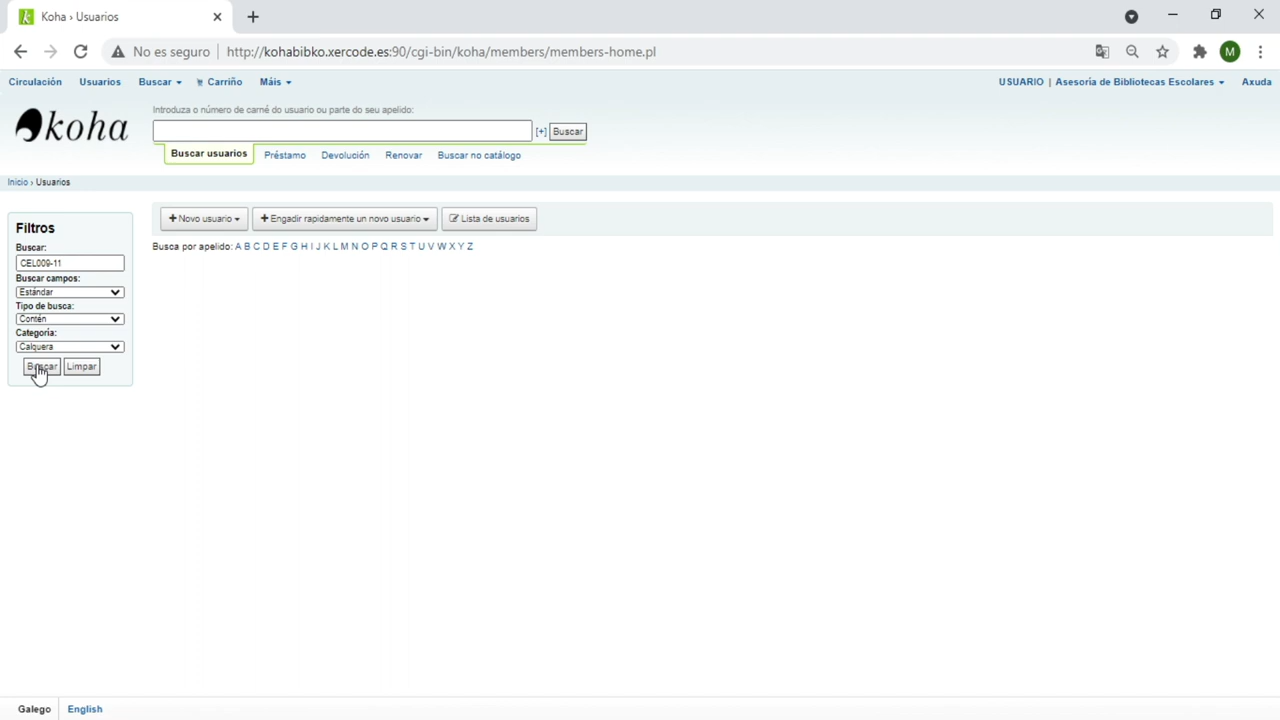 Koha › Usuarios
No es seguro http://kohabibko.xercode.es:90/cgi-bin/koha/members/members-home.pl
M
Circulación Usuarios Buscar Carriño Máis USUARIO | Asesoría de Bibliotecas Escolares Axuda
Introduza o número de carné do usuario ou parte do seu apelido:
koha
[+] Buscar
Buscar usuarios Préstamo Devolución Renovar Buscar no catálogo
Inicio › Usuarios
Filtros
Buscar:
CEL009-11
Buscar campos:
Estándar
Tipo de busca:
Contén
Categoría:
Calquera
Buscar Limpar
+ Novo usuario + Engadir rapidamente un novo usuario Lista de usuarios
Busca por apelido: A B C D E F G H I J K L M N O P Q R S T U V W X Y Z
Galego English